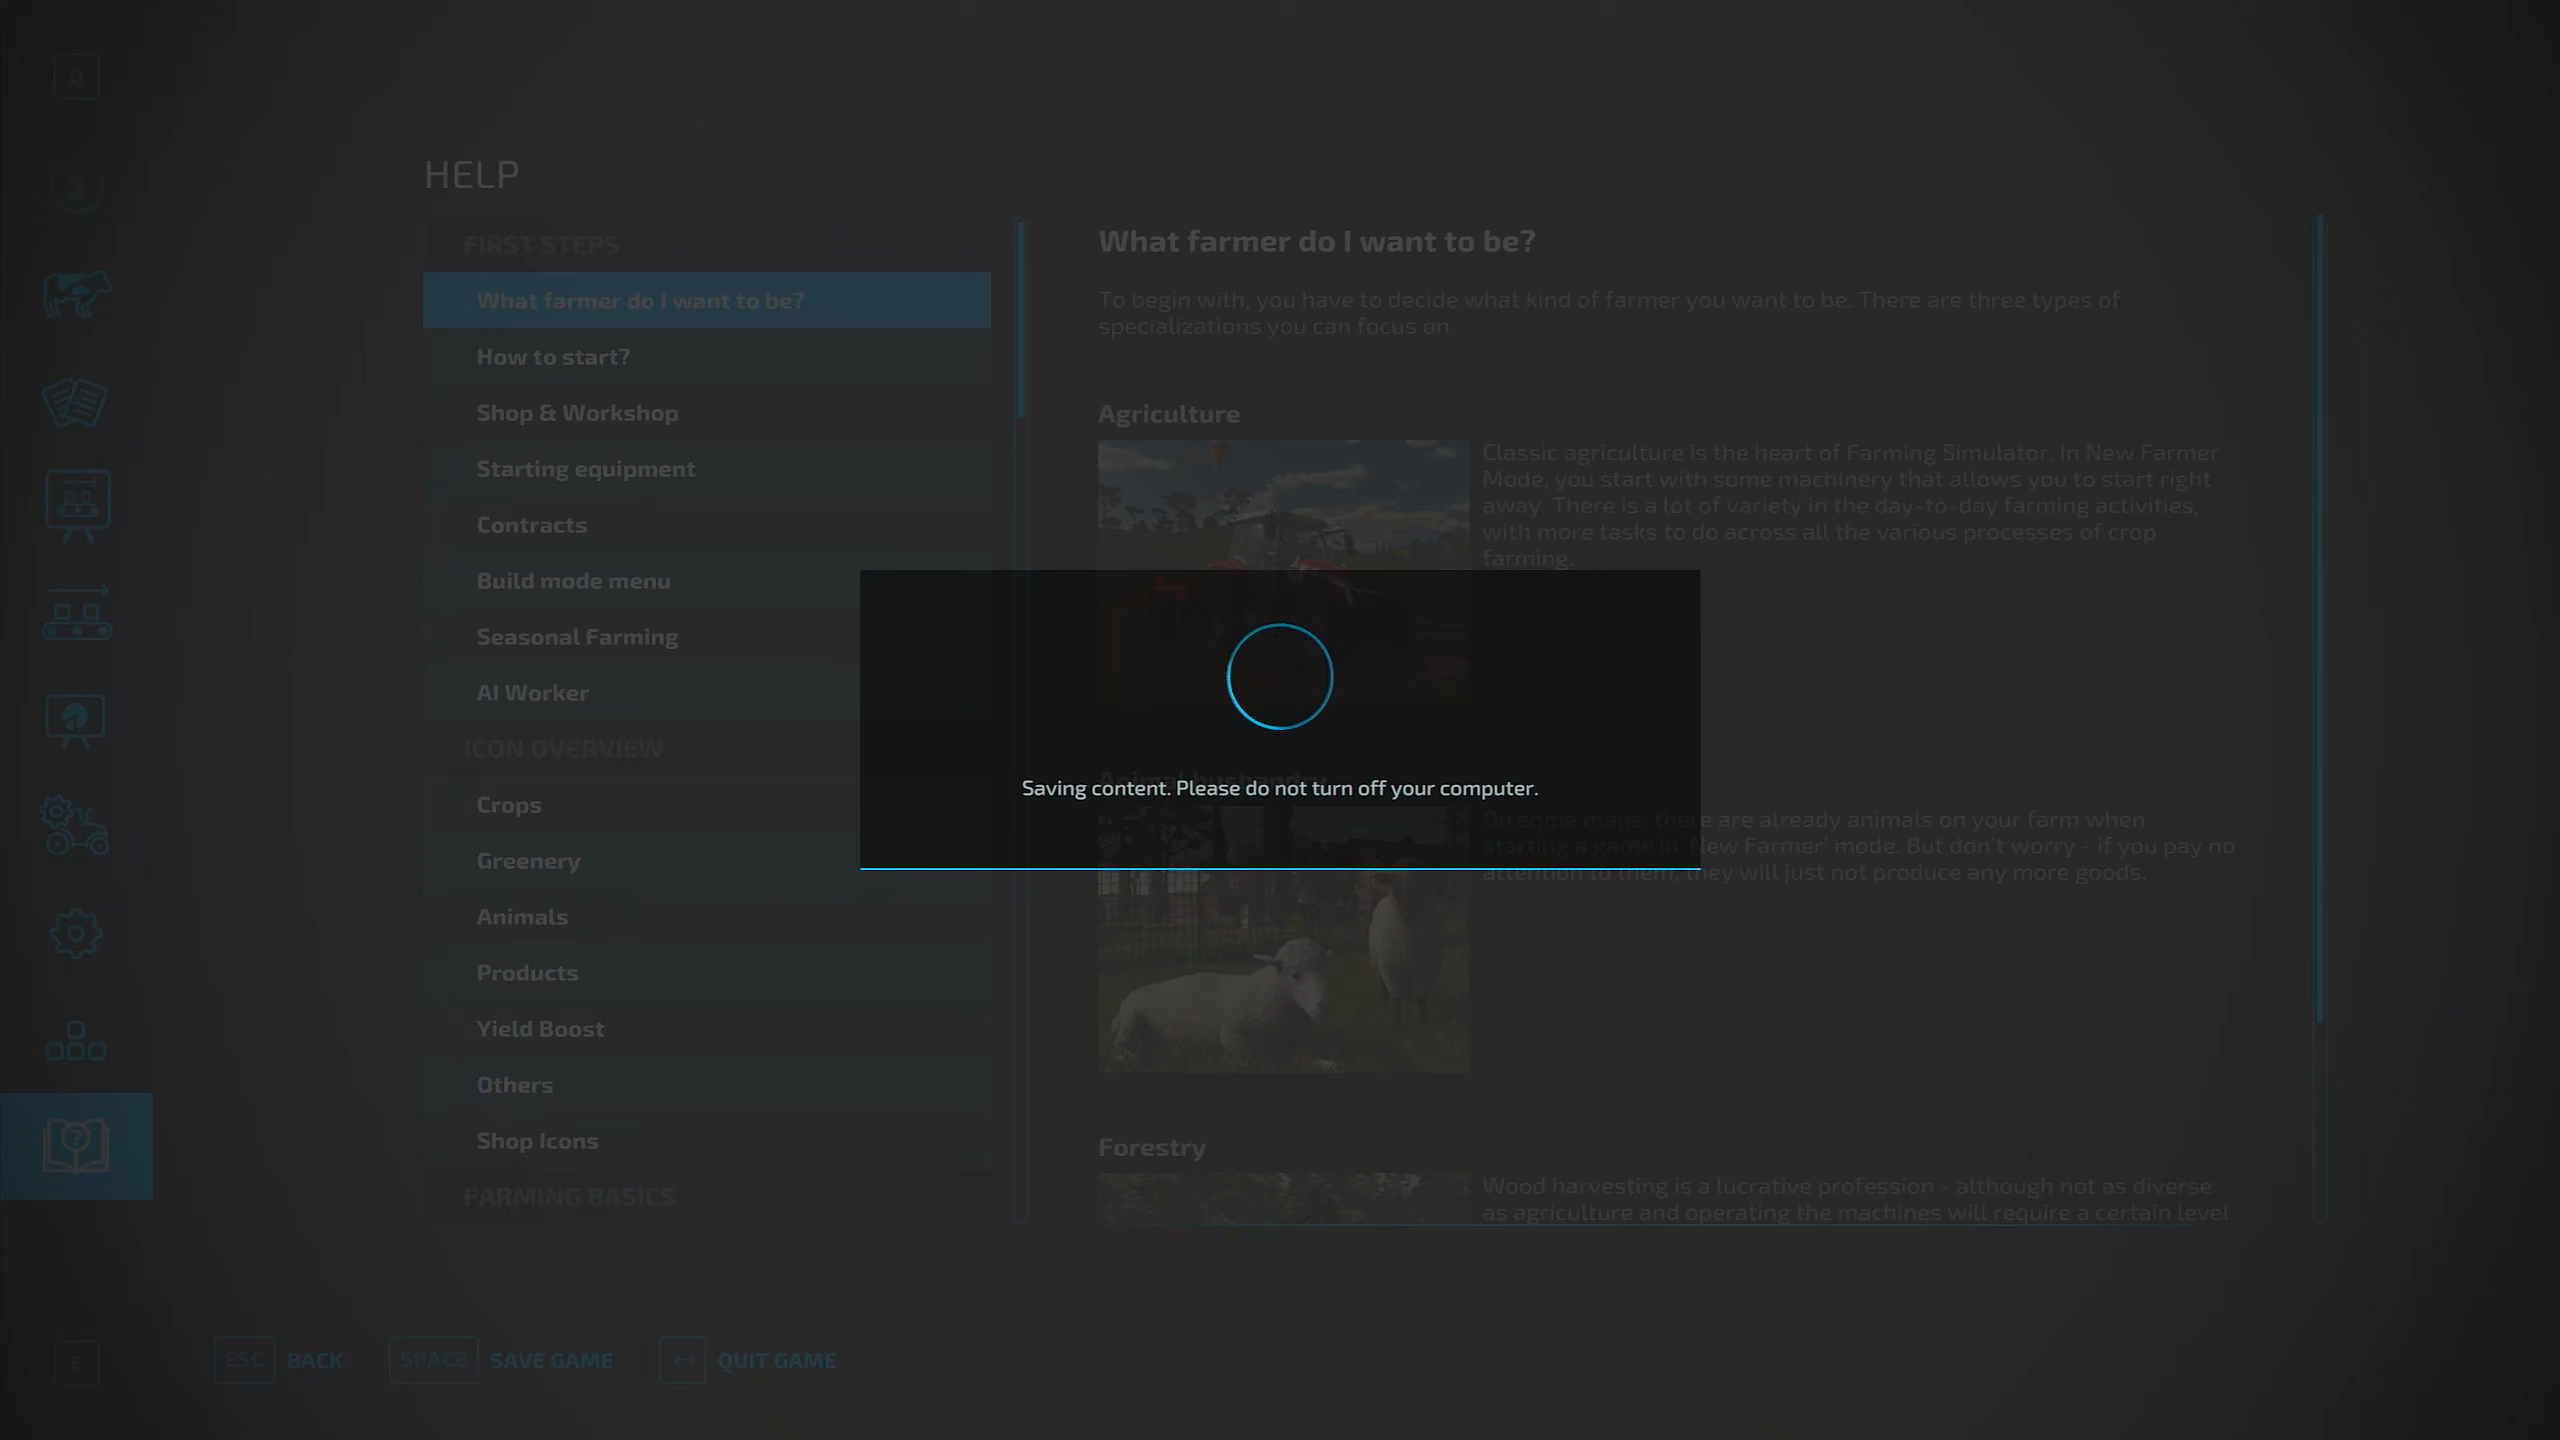 Q
HELP
FIRST STEPS
What farmer do I want to be?
How to start?
Shop & Workshop
Starting equipment
Contracts
Build mode menu
Seasonal Farming
AI Worker
ICON OVERVIEW
Crops
Greenery
Animals
Products
Yield Boost
Others
Shop Icons
FARMING BASICS
What farmer do I want to be?
To begin with, you have to decide what kind of farmer you want to be. There are three types of
specializations you can focus on.
Agriculture
Classic agriculture is the heart of Farming Simulator. In New Farmer
Mode, you start with some machinery that allows you to start right
away. There is a lot of variety in the day-to-day farming activities,
with more tasks to do across all the various processes of crop
farming.
Saving content. Please do not turn off your computer.
Animal husbandry
On some maps, there are already animals on your farm when
starting a game in 'New Farmer' mode. But don't worry - if you pay no
attention to them, they will just not produce any more goods.
Forestry
Wood harvesting is a lucrative profession - although not as diverse
as agriculture and operating the machines will require a certain level
E
ESC BACK SPACE SAVE GAME QUIT GAME